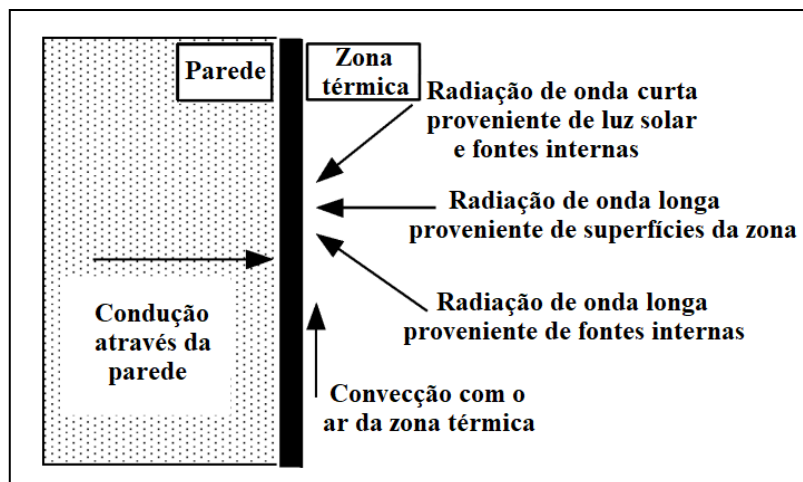 Parede
Zona
térmica
Radiação de onda curta
proveniente de luz solar
e fontes internas
Radiação de onda longa
proveniente de superfícies da zona
Radiação de onda longa
proveniente de fontes internas
Condução
através da
parede
Convecção com o
ar da zona térmica